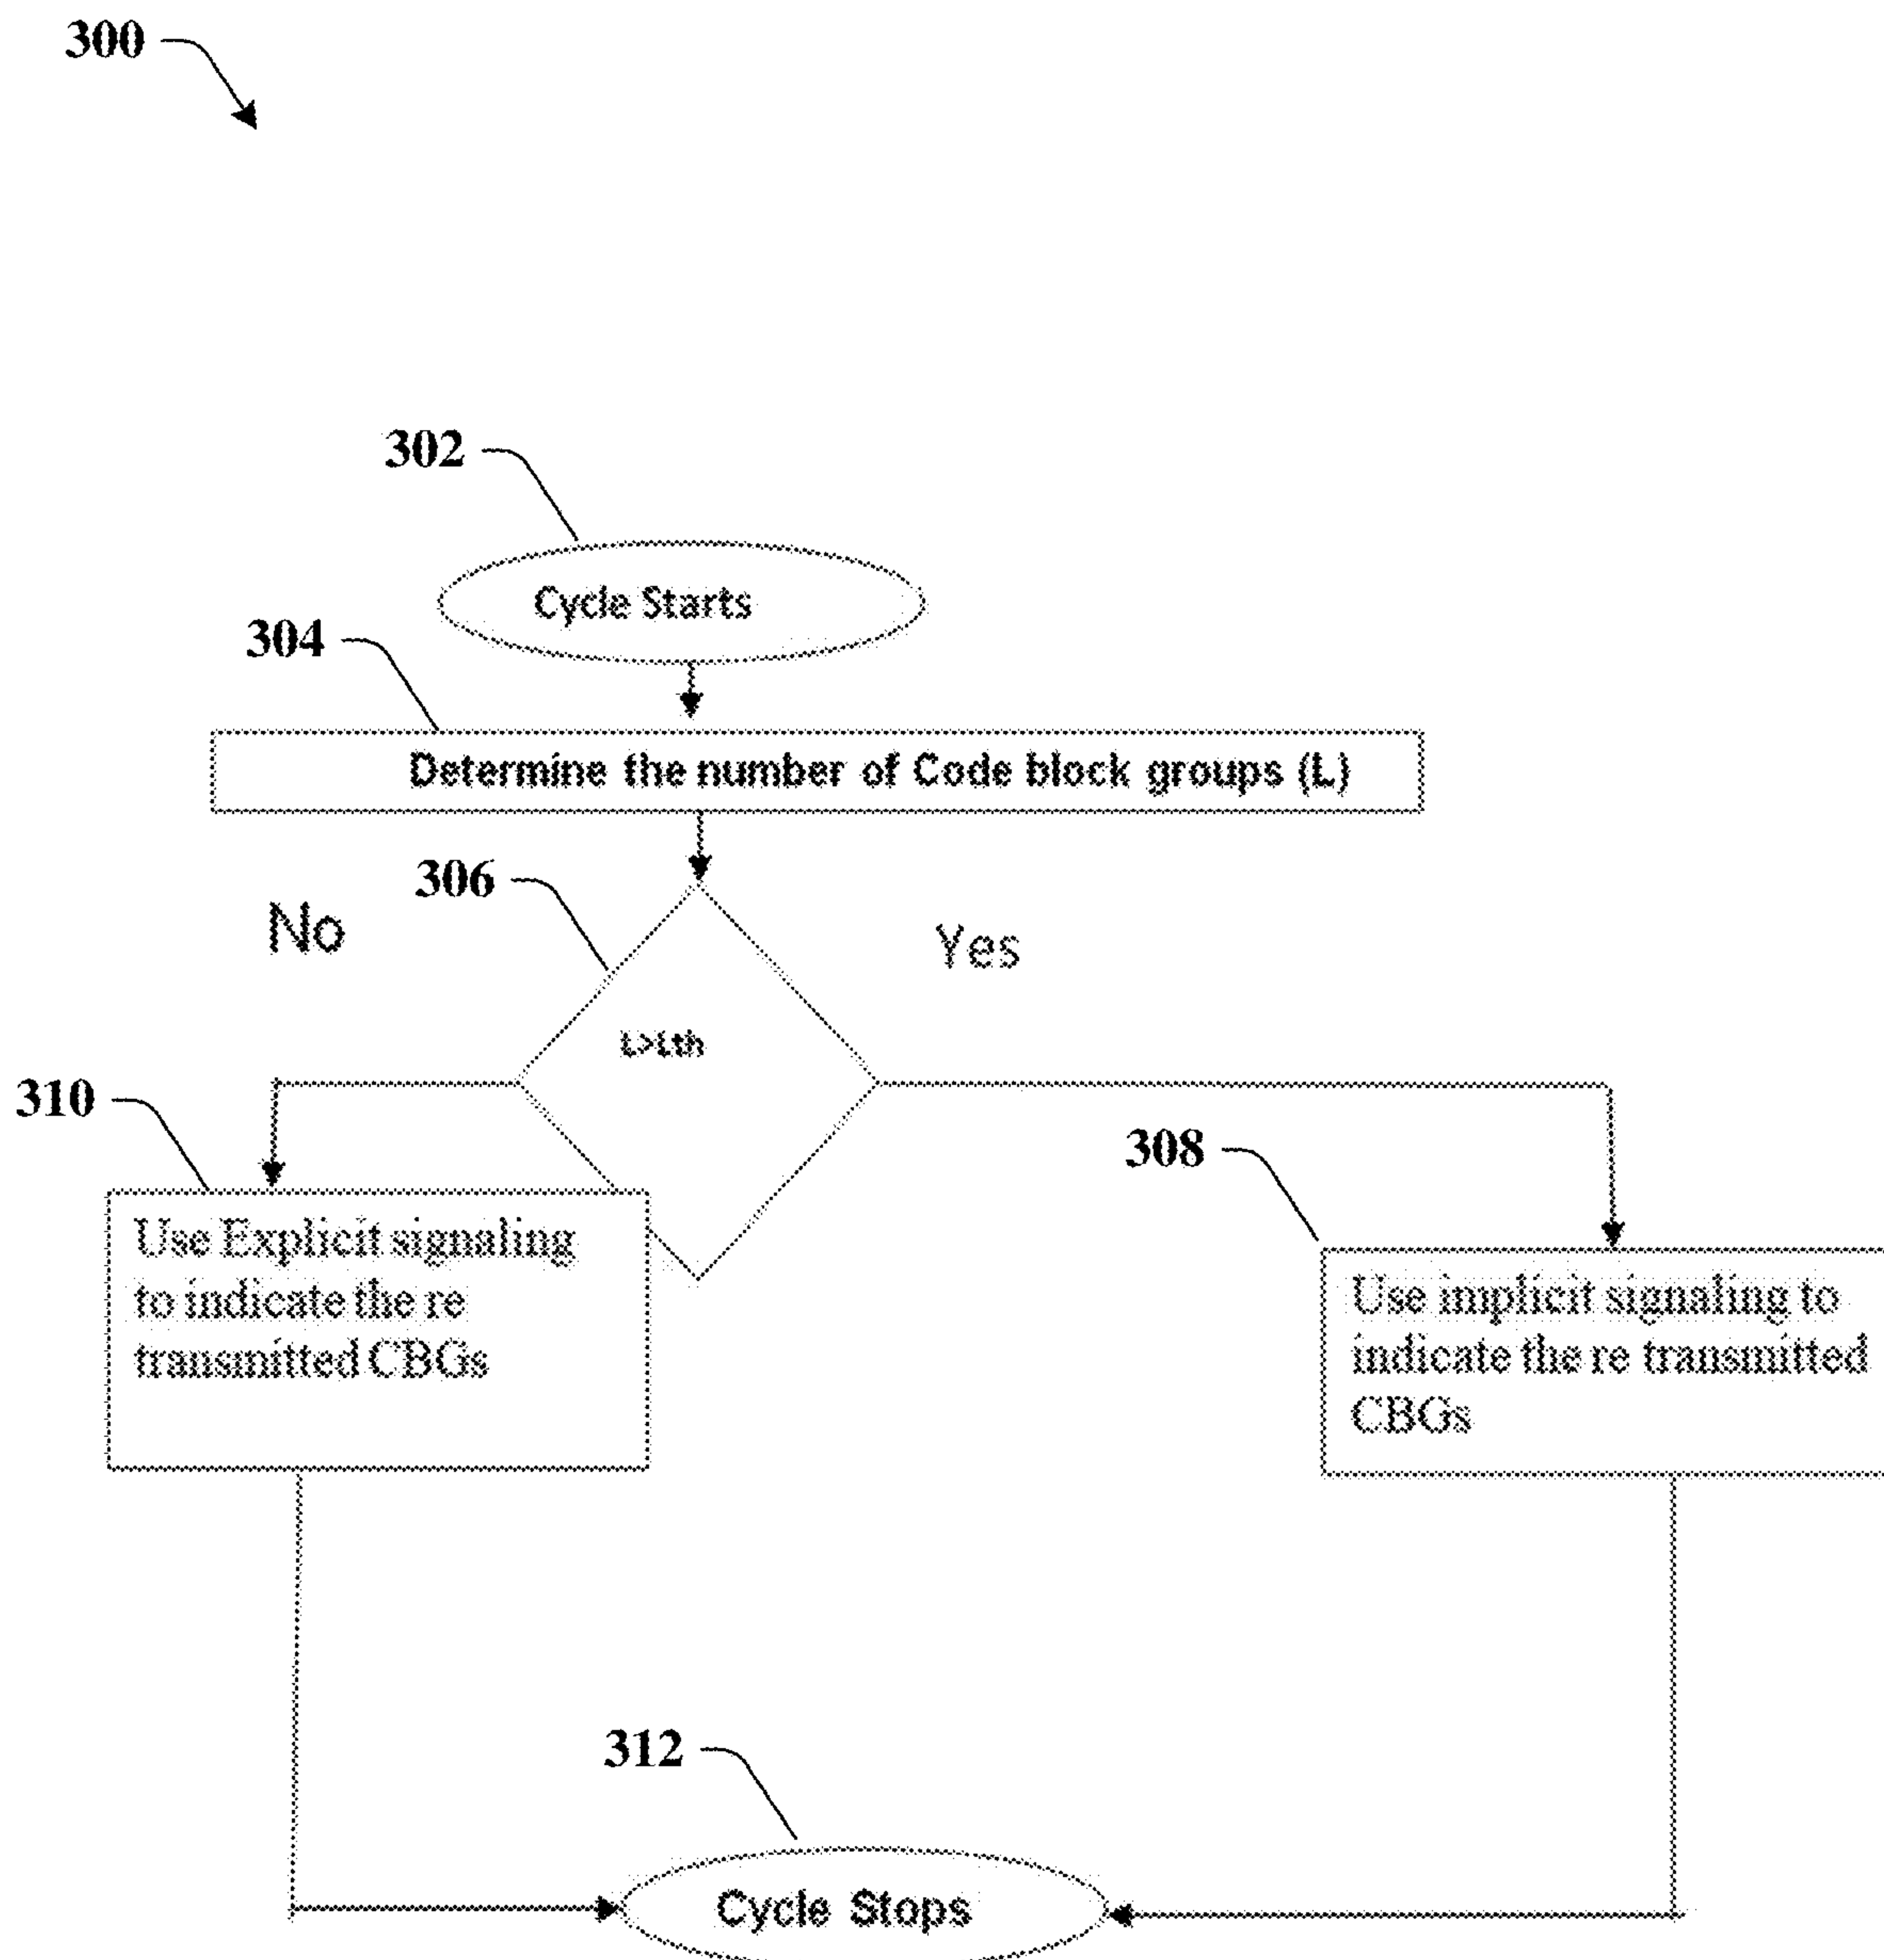 300
302
Cycle Starts
304
Determine the number of Code block groups (L)
306
No
Yes
L>Lth
310
308
Use Explicit signaling
to indicate the re
transmitted CBGs
Use implicit signaling to
indicate the re transmitted
CBGs
312
Cycle Stops